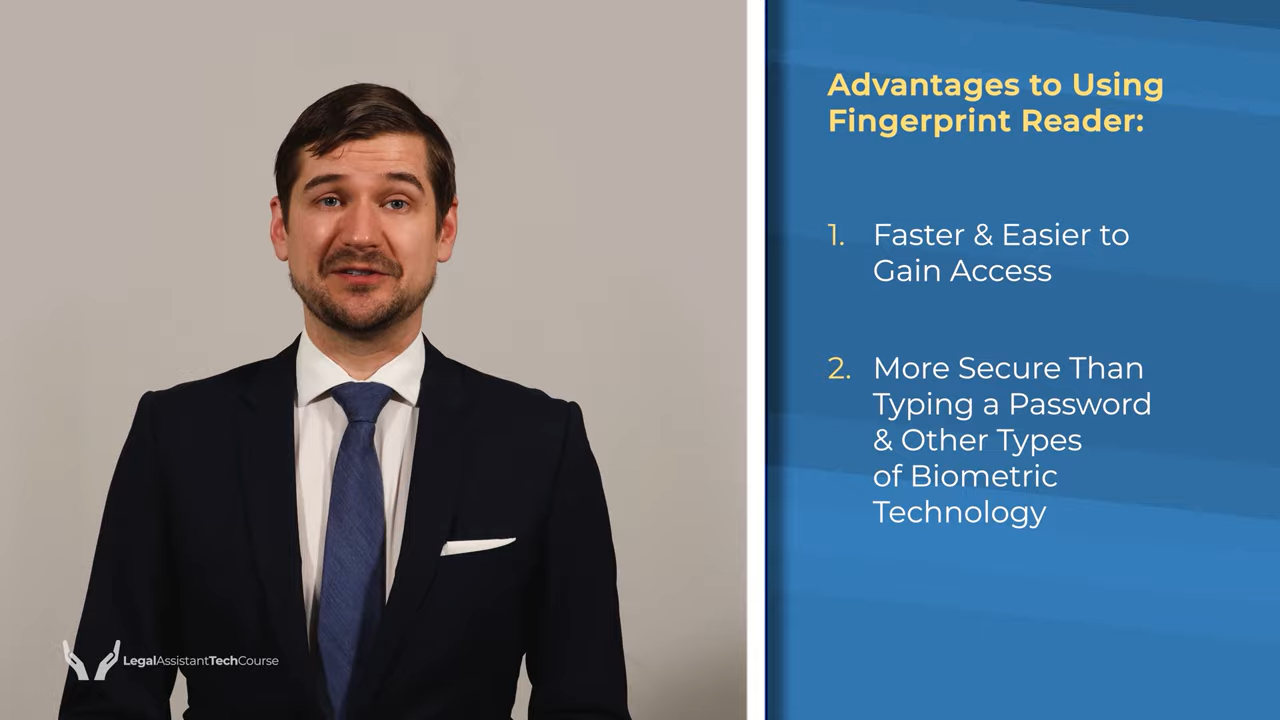 Advantages to Using
Fingerprint Reader:
1. Faster & Easier to
Gain Access
2. More Secure Than
Typing a Password
& Other Types
of Biometric
Technology
LegalAssistantTechCourse